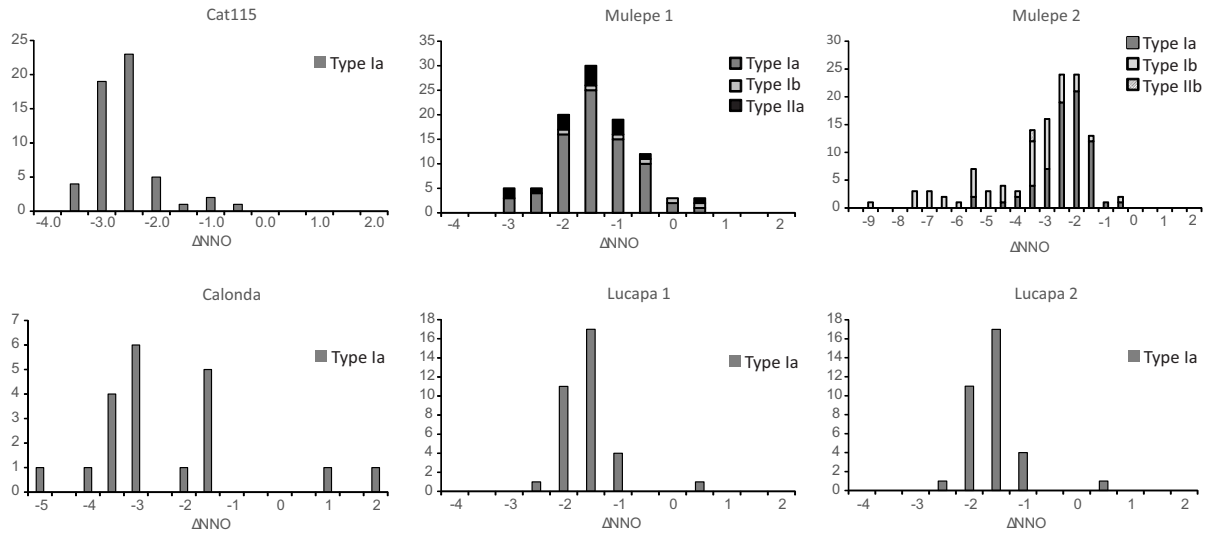 Cat115
25
20
15
10
5
0
-4.0 -3.0 -2.0 -1.0 0.0 1.0 2.0
ΔNNO
Type Ia
Mulepe 1
35
30
25
20
15
10
5
0
-4 -3 -2 -1 0 1 2
ΔNNO
Type Ia
Type Ib
Type IIa
Mulepe 2
30
25
20
15
10
5
0
-9 -8 -7 -6 -5 -4 -3 -2 -1 0 1 2
ΔNNO
Type Ia
Type Ib
Type IIb
Calonda
7
6
5
4
3
2
1
0
-5 -4 -3 -2 -1 0 1 2
ΔNNO
Type Ia
Lucapa 1
18
16
14
12
10
8
6
4
2
0
-4 -3 -2 -1 0 1 2
ΔNNO
Type Ia
Lucapa 2
18
16
14
12
10
8
6
4
2
0
-4 -3 -2 -1 0 1 2
ΔNNO
Type Ia